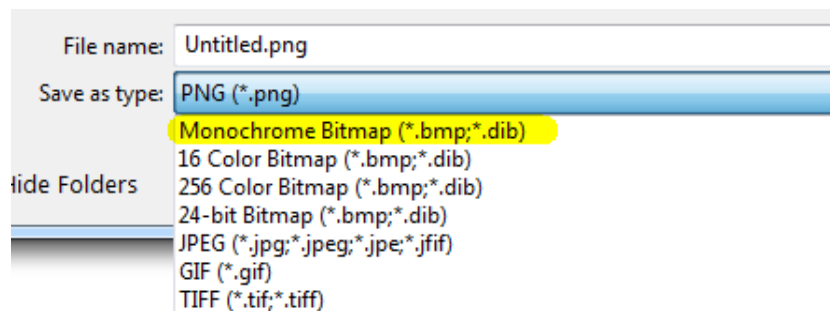 File name: Untitled.png
Save as type: PNG (*.png)
Monochrome Bitmap (*.bmp;*.dib)
16 Color Bitmap (*.bmp;*.dib)
Hide Folders
256 Color Bitmap (*.bmp;*.dib)
24-bit Bitmap (*.bmp;*.dib)
JPEG (*.jpg;*.jpeg;*.jpe;*.jfif)
GIF (*.gif)
TIFF (*.tif;*.tiff)